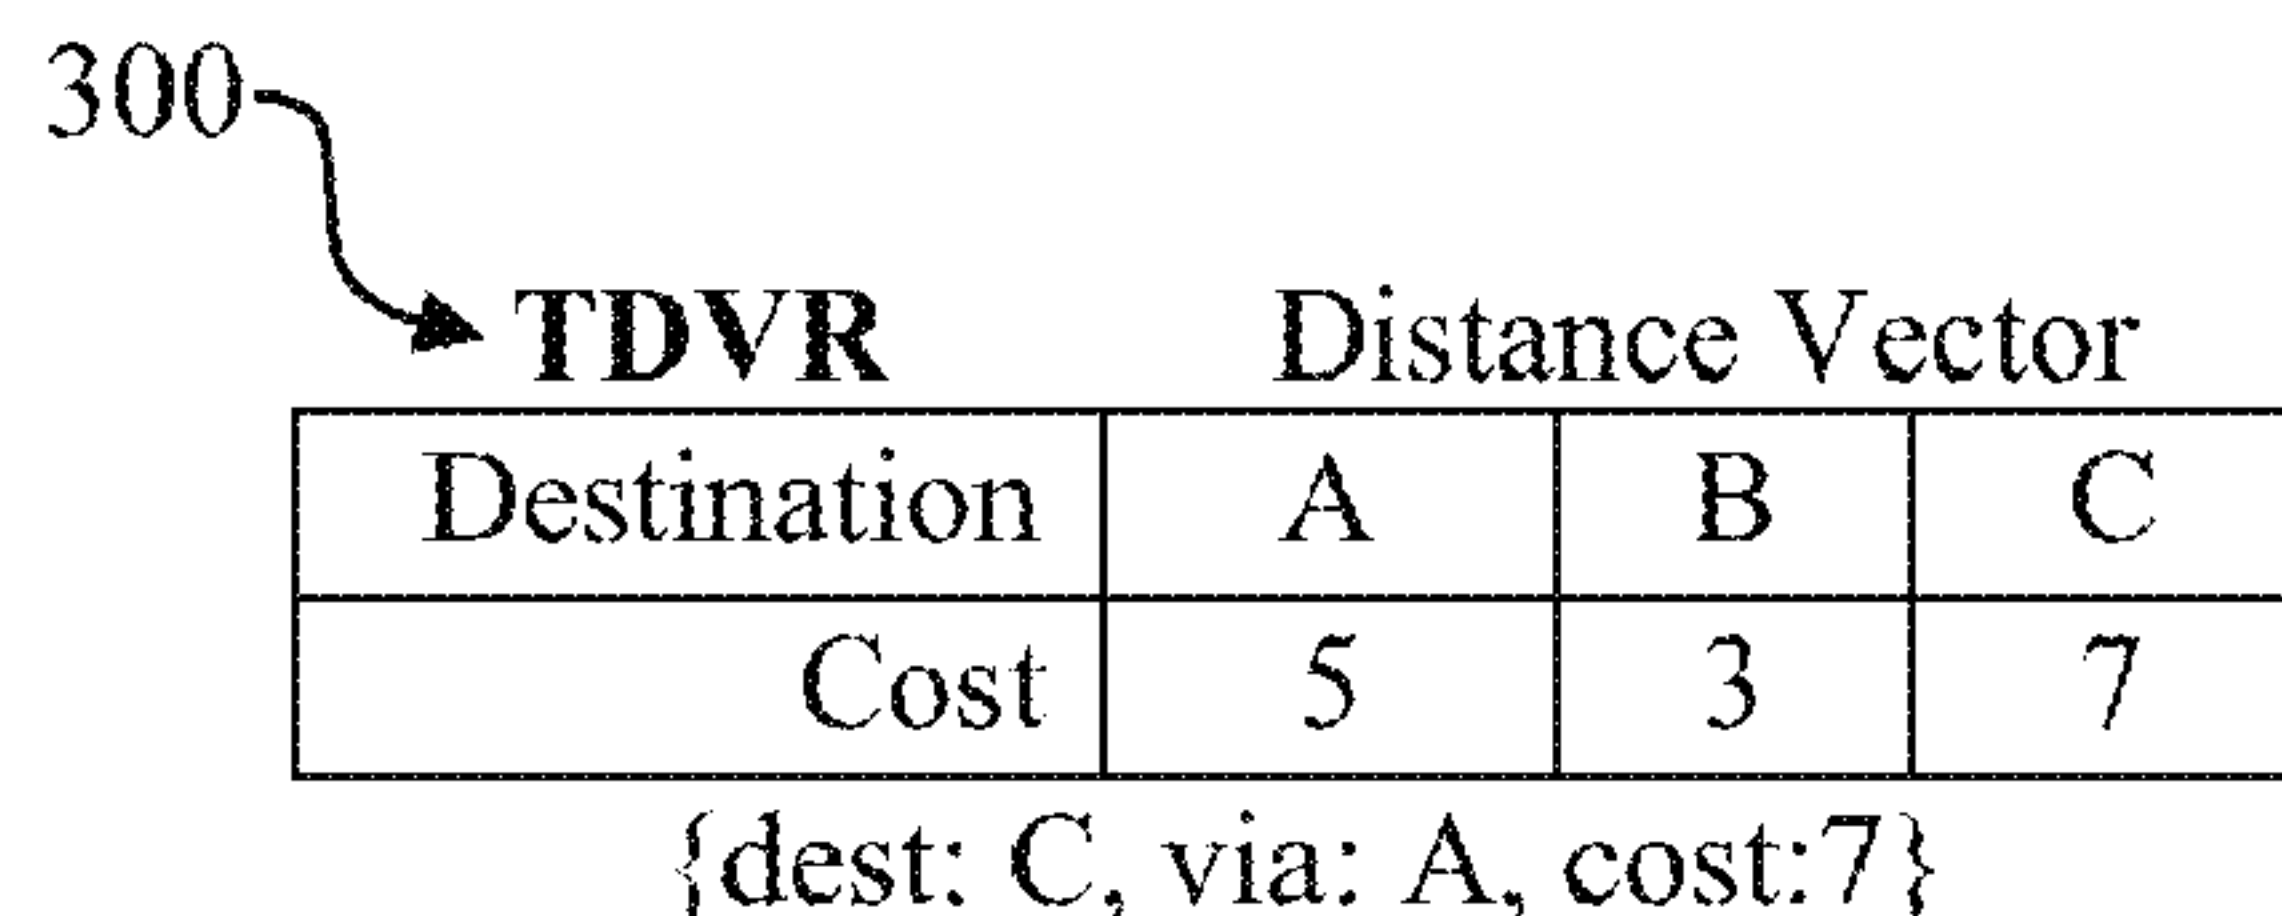 300
TDVR Distance Vector
Destination A B C
Cost 5 3 7
{dest: C, via: A, cost:7}